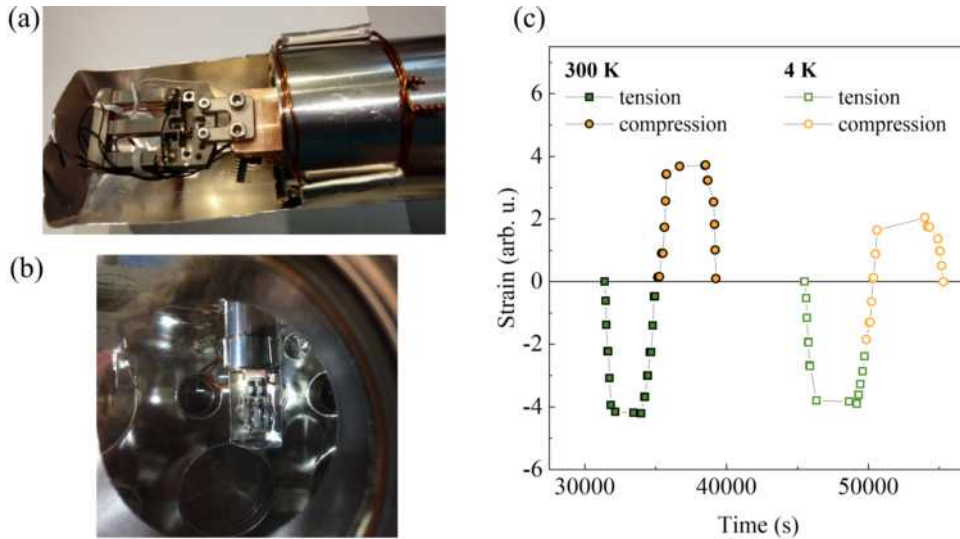 (a)
(b)
(c)
300 K
tension
compression
4 K
tension
compression
Strain (arb. u.)
6
4
2
0
-2
-4
-6
30000
40000
50000
Time (s)